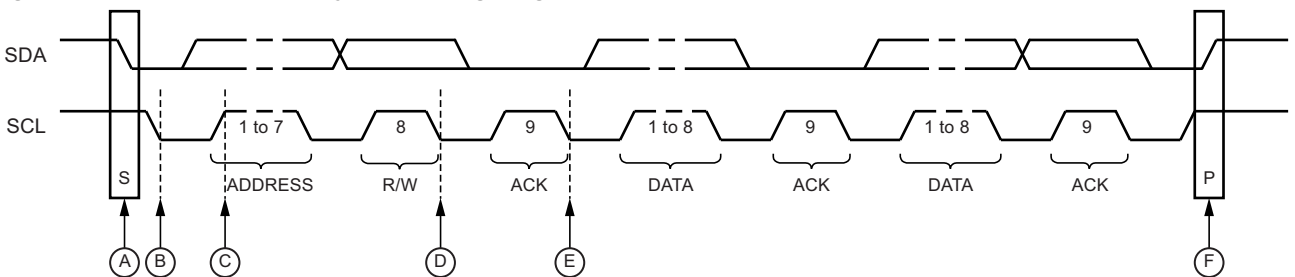 SDA
SCL
1 to 7
8
9
1 to 8
9
1 to 8
9
S
ADDRESS
R/W
ACK
DATA
ACK
DATA
ACK
P
A
B
C
D
E
F